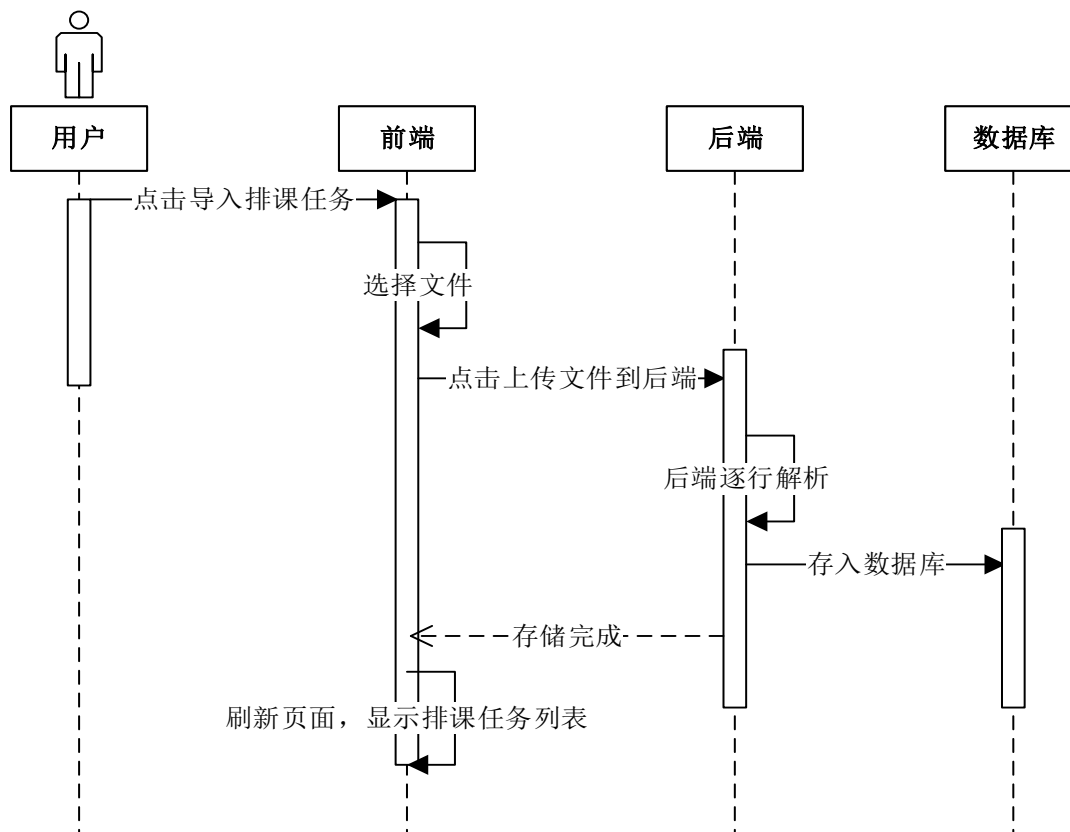 用户
前端
后端
数据库
点击导入排课任务
选择文件
点击上传文件到后端
后端逐行解析
存入数据库
存储完成
刷新页面，显示排课任务列表